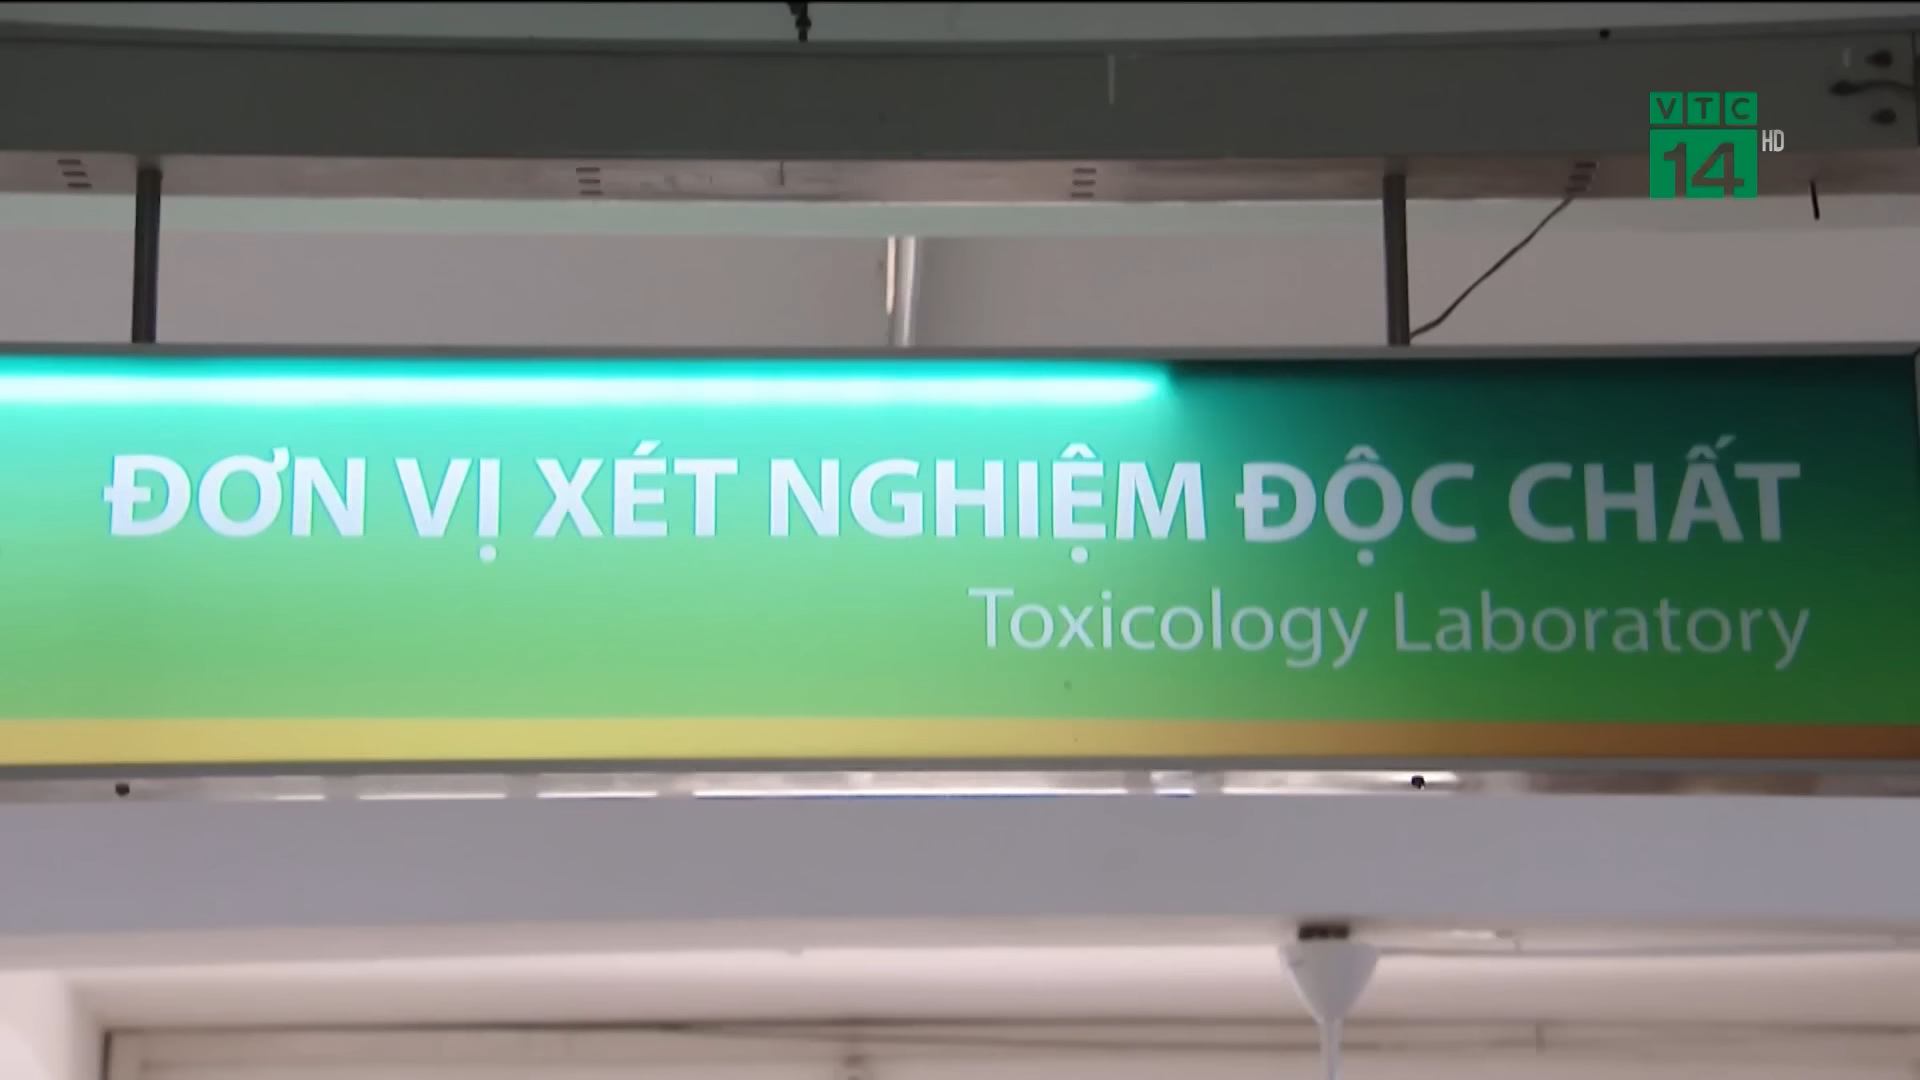 VTC
14 HD
ĐƠN VỊ XÉT NGHIỆM ĐỘC CHẤT
Toxicology Laboratory